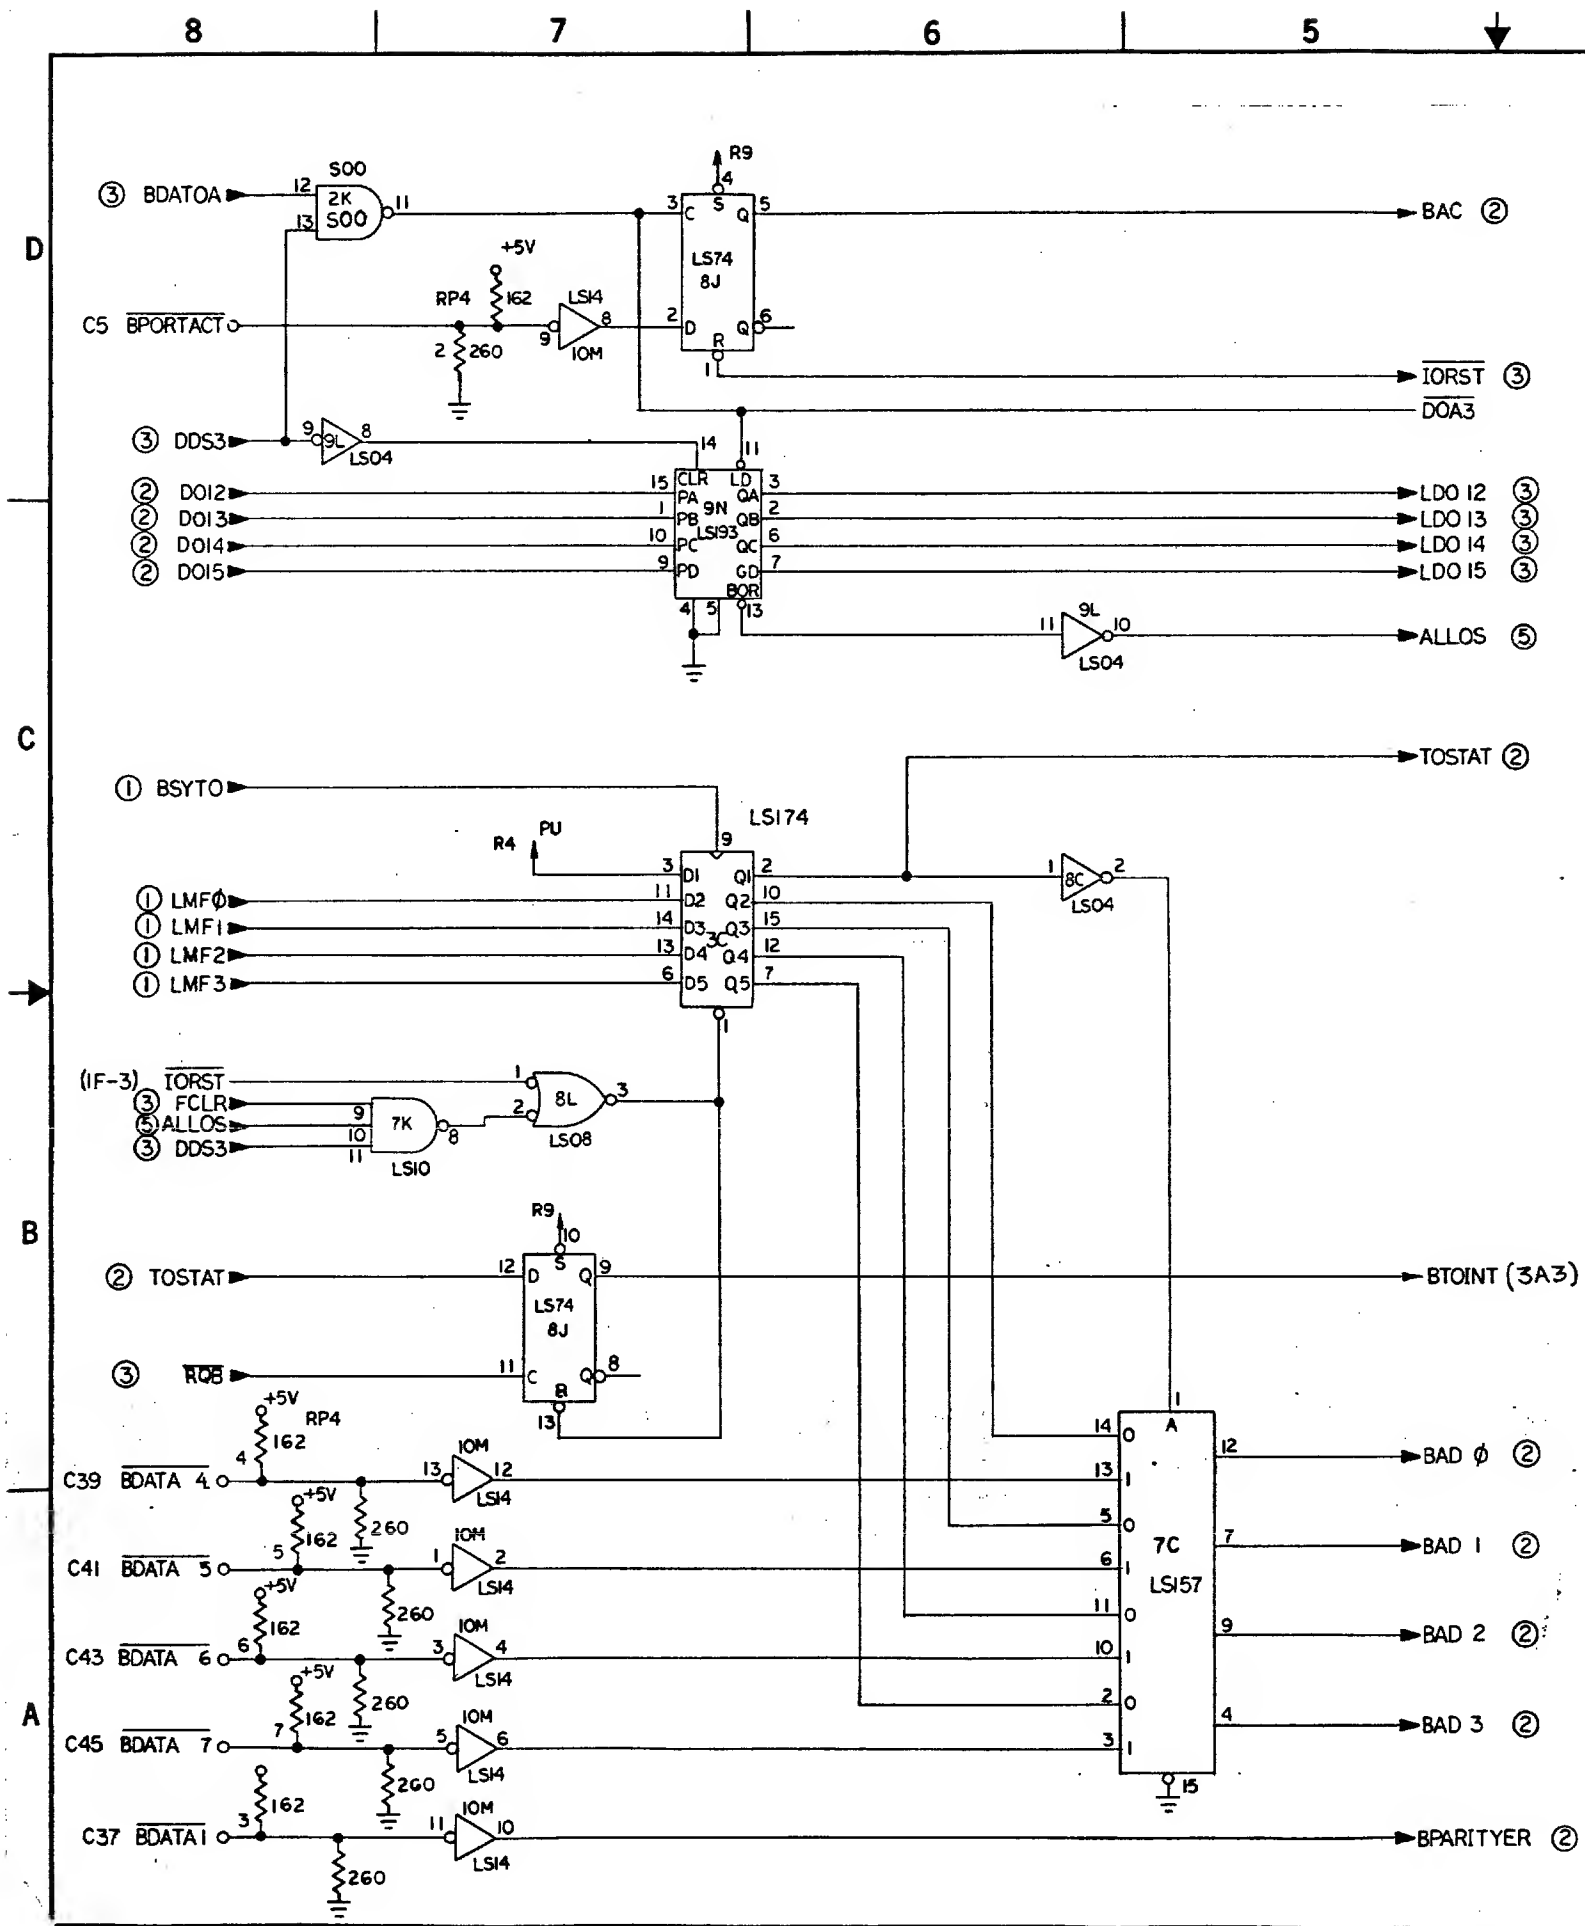 8 7 6 5
S00
R9
③ BDATOA 12 2K 11 3 C S 4 Q 5 BAC ②
13 S00
D
+5V
LS74
8J
RP4 162 LS14
C5 BPORTACT 9 8 2 D Q 6
2 260 10M R
1 IORST ③
DOA3
③ DDS3 9 9L 8 14 11
LS04
CLR LD
② DO12 15 PA QA 3 LDO 12 ③
9N
② DO13 1 PB QB 2 LDO 13 ③
LS193
② DO14 10 PC QC 6 LDO 14 ③
② DO15 9 PD GD 7 LDO 15 ③
BOR
4 5 13 9L
11 10 ALLOS ⑤
LS04
C
TOSTAT ②
① BSYTO
LS174
R4 PU 9
3 D1 Q1 2 1 8C 2
① LMFϕ 11 D2 Q2 10 LS04
① LMF1 14 D3 Q3 15
3C
① LMF2 13 D4 Q4 12
① LMF3 6 D5 Q5 7
1
(1F-3) IORST 1
③ FCLR 8L 3
⑤ ALLOS 9 7K 8 2
10 LS08
③ DDS3 11
LS10
B
R9
10
② TOSTAT 12 D S Q 9 BTOINT (3A3)
LS74
8J
③ RQB 11 C Q 8
R
13
+5V RP4
162 1
A
4 10M 14 0 12 BAD ϕ ②
C39 BDATA 4 13 12 13 1
+5V LS14
162 260 10M 5 0
5 7C 7 BAD 1 ②
C41 BDATA 5 1 2 6 1
+5V LS14 LS157
162 260 10M 11 0
6 9 BAD 2 ②
C43 BDATA 6 3 4 10 1
+5V LS14
A
162 260 10M 2 0
7 4 BAD 3 ②
C45 BDATA 7 5 6 3 1
LS14
162 260 10M 15
3
C37 BDATA 1 11 10 BPARITYER ②
LS14
260